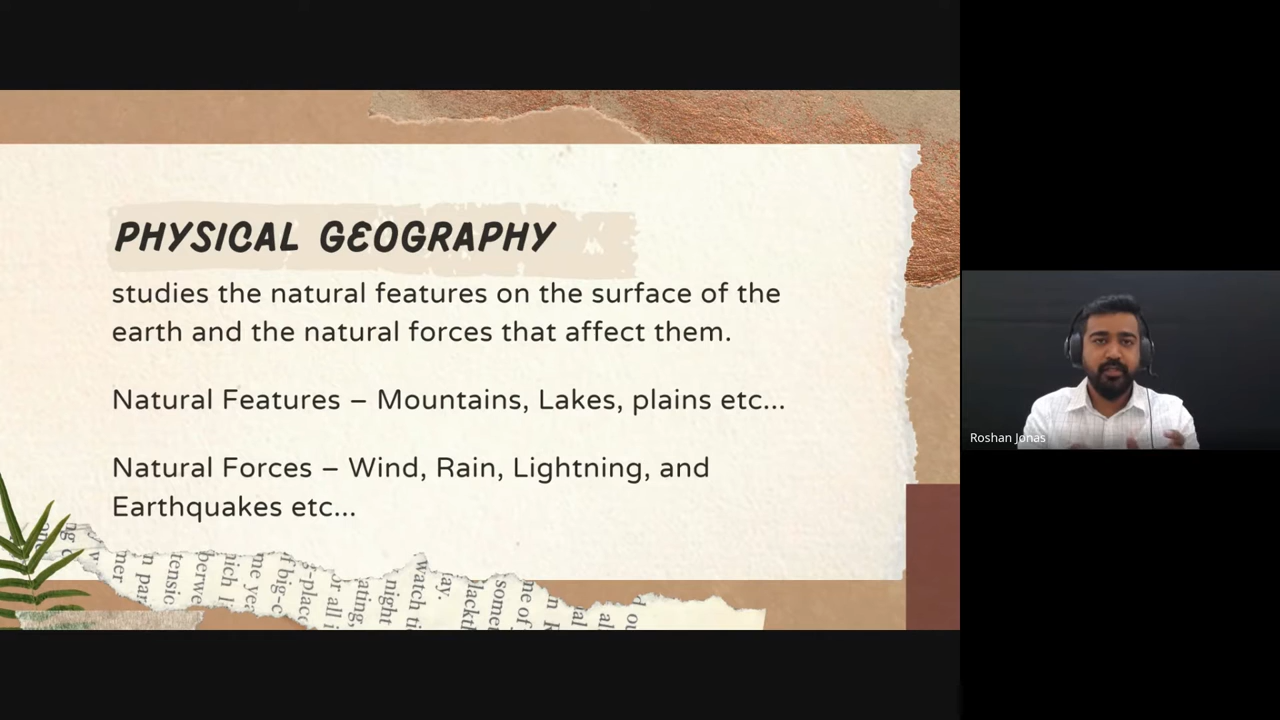 PHYSICAL GEOGRAPHY
studies the natural features on the surface of the
earth and the natural forces that affect them.
Natural Features – Mountains, Lakes, plains etc...
Natural Forces – Wind, Rain, Lightning, and
Earthquakes etc...
Roshan Jonas